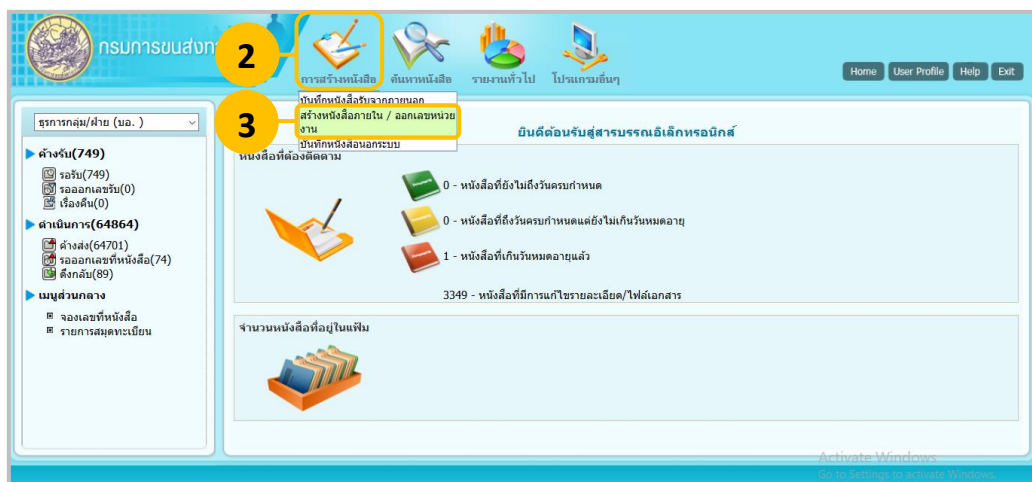 กรมการขนส่งท
2
การสร้างหนังสือ ค้นหาหนังสือ รายงานทั่วไป โปรแกรมอื่นๆ
Home User Profile Help Exit
บันทึกหนังสือรับจากภายนอก
3
สร้างหนังสือภายใน / ออกเลขหน่วย
งาน
บันทึกหนังสือนอกระบบ
ธุรการกลุ่ม/ฝ่าย (บอ. )
ค้างรับ(749)
รอรับ(749)
รอออกเลขรับ(0)
เรื่องคืน(0)
ดำเนินการ(64864)
ค้างส่ง(64701)
รอออกเลขที่หนังสือ(74)
ดึงกลับ(89)
เมนูส่วนกลาง
จองเลขที่หนังสือ
รายการสมุดทะเบียน
ยินดีต้อนรับสู่สารบรรณอิเล็กทรอนิกส์
หนังสือที่ต้องติดตาม
0 - หนังสือที่ยังไม่ถึงวันครบกำหนด
0 - หนังสือที่ถึงวันครบกำหนดแต่ยังไม่เกินวันหมดอายุ
1 - หนังสือที่เกินวันหมดอายุแล้ว
3349 - หนังสือที่มีการแก้ไขรายละเอียด/ไฟล์เอกสาร
จำนวนหนังสือที่อยู่ในแฟ้ม
Activate Windows
Go to Settings to activate Windows.